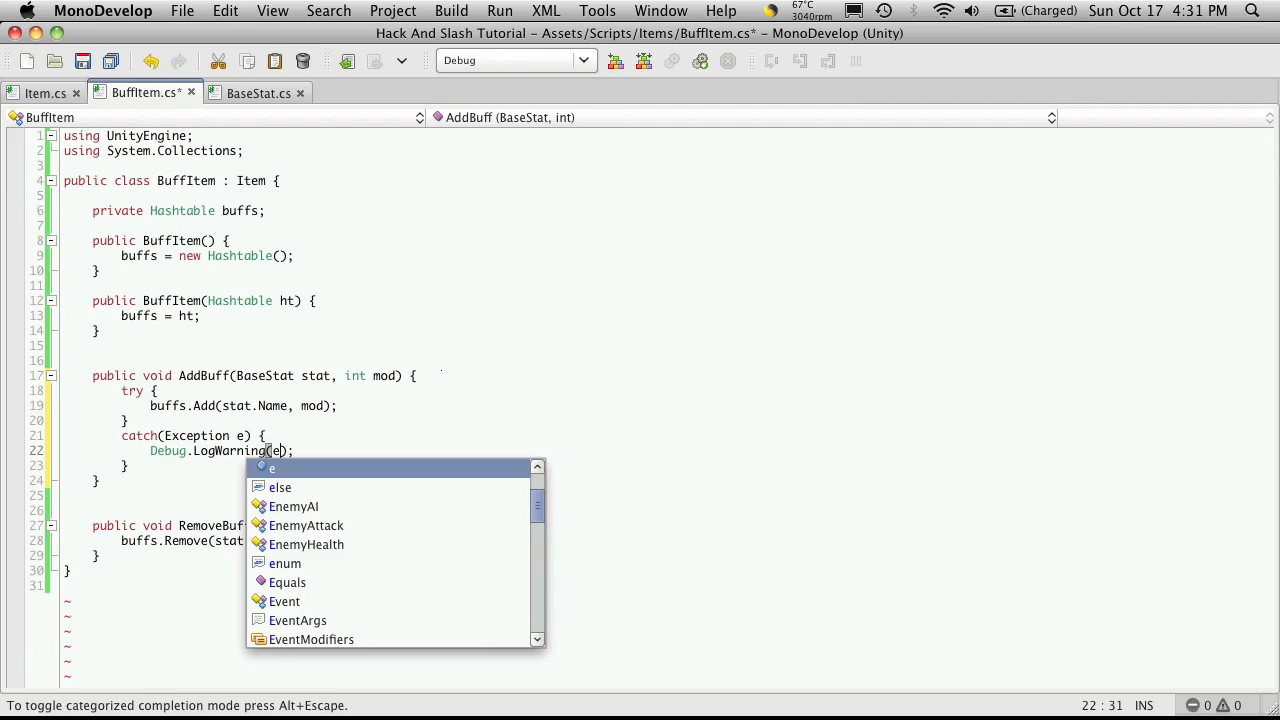 MonoDevelop File Edit View Search Project Build Run XML Tools Window Help 67°C 3040rpm (Charged) Sun Oct 17 4:31 PM
Hack And Slash Tutorial - Assets/Scripts/Items/BuffItem.cs* - MonoDevelop (Unity)
Debug
Item.cs BuffItem.cs* BaseStat.cs
BuffItem AddBuff (BaseStat, int)
1 using UnityEngine;
2 using System.Collections;
3
4 public class BuffItem : Item {
5
6 private Hashtable buffs;
7
8 public BuffItem() {
9 buffs = new Hashtable();
10 }
11
12 public BuffItem(Hashtable ht) {
13 buffs = ht;
14 }
15
16
17 public void AddBuff(BaseStat stat, int mod) {
18 try {
19 buffs.Add(stat.Name, mod);
20 }
21 catch(Exception e) {
22 Debug.LogWarning(e);
23 }
24 }
25
26
27 public void RemoveBuf
28 buffs.Remove(stat
29 }
30 }
31
~
~
~
~
~
~
e
else
EnemyAI
EnemyAttack
EnemyHealth
enum
Equals
Event
EventArgs
EventModifiers
To toggle categorized completion mode press Alt+Escape. 22 : 31 INS 0 0